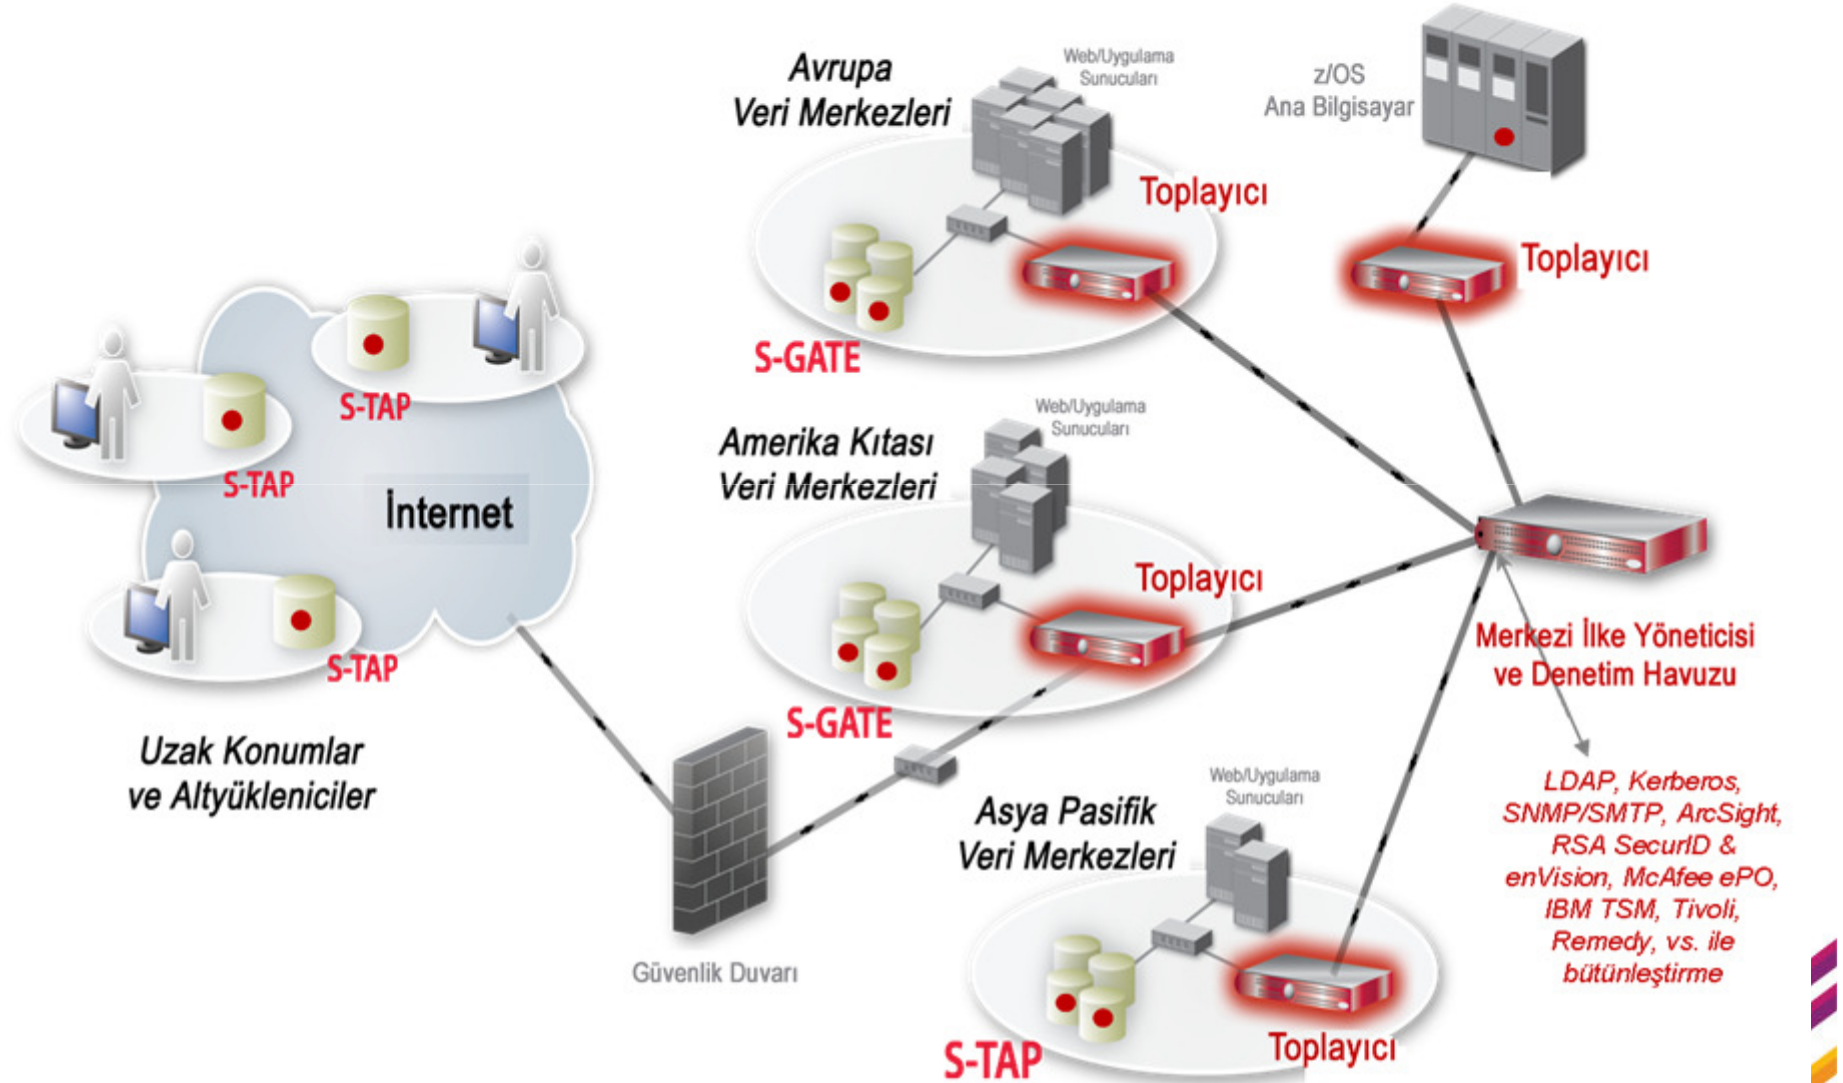 Avrupa
Veri Merkezleri
Web/Uygulama
Sunucuları
Toplayıcı
S-GATE
z/OS
Ana Bilgisayar
Toplayıcı
S-TAP
S-TAP
İnternet
S-TAP
Uzak Konumlar
ve Altyükleniciler
Amerika Kıtası
Veri Merkezleri
Web/Uygulama
Sunucuları
Toplayıcı
S-GATE
Merkezi İlke Yöneticisi
ve Denetim Havuzu
Güvenlik Duvarı
Asya Pasifik
Veri Merkezleri
Web/Uygulama
Sunucuları
S-TAP
Toplayıcı
LDAP, Kerberos,
SNMP/SMTP, ArcSight,
RSA SecurID &
enVision, McAfee ePO,
IBM TSM, Tivoli,
Remedy, vs. ile
bütünleştirme